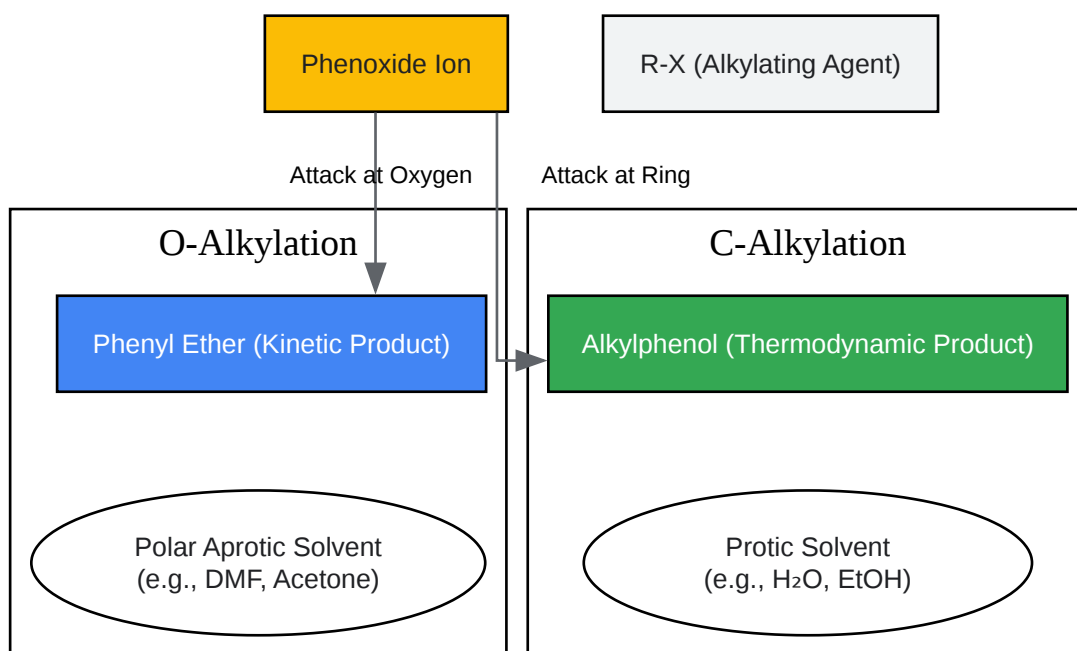 Phenoxide Ion
R-X (Alkylating Agent)
Attack at Oxygen
Attack at Ring
O-Alkylation
C-Alkylation
Phenyl Ether (Kinetic Product)
Alkylphenol (Thermodynamic Product)
Polar Aprotic Solvent
(e.g., DMF, Acetone)
Protic Solvent
(e.g., H₂O, EtOH)